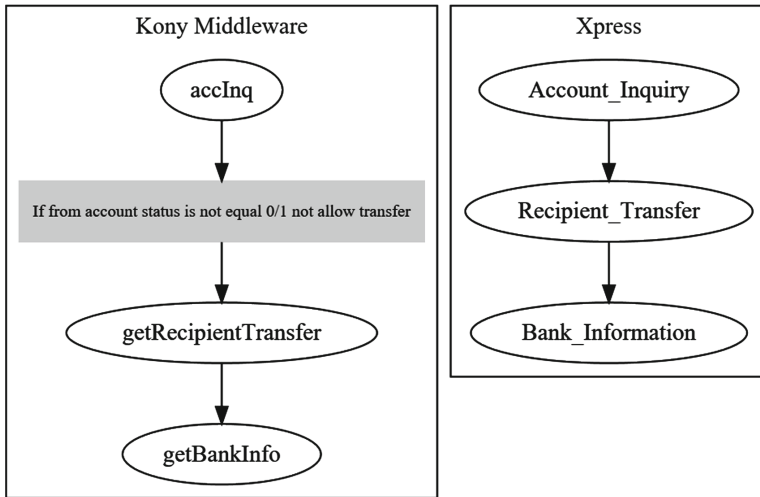 Kony Middleware
accInq
If from account status is not equal 0/1 not allow transfer
getRecipientTransfer
getBankInfo
Xpress
Account_Inquiry
Recipient_Transfer
Bank_Information